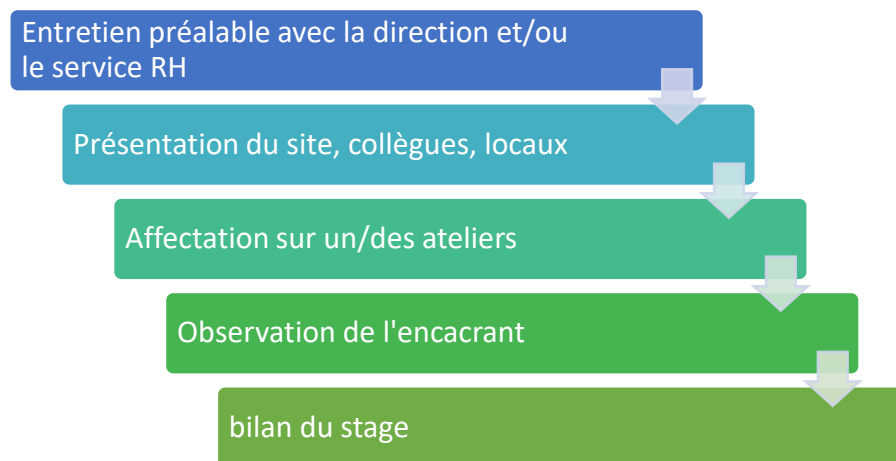 Entretien préalable avec la direction et/ou
le service RH
Présentation du site, collègues, locaux
Affectation sur un/des ateliers
Observation de l'encacrant
bilan du stage